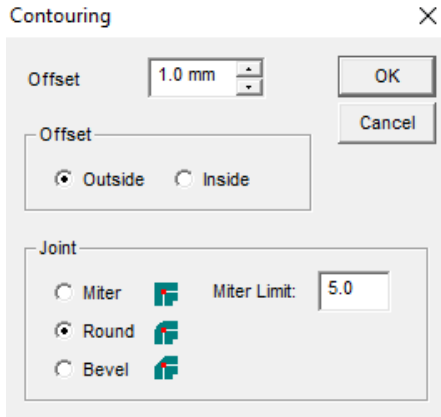 Contouring
Offset 1.0 mm OK
Cancel
Offset
Outside Inside
Joint
Miter Miter Limit: 5.0
Round
Bevel